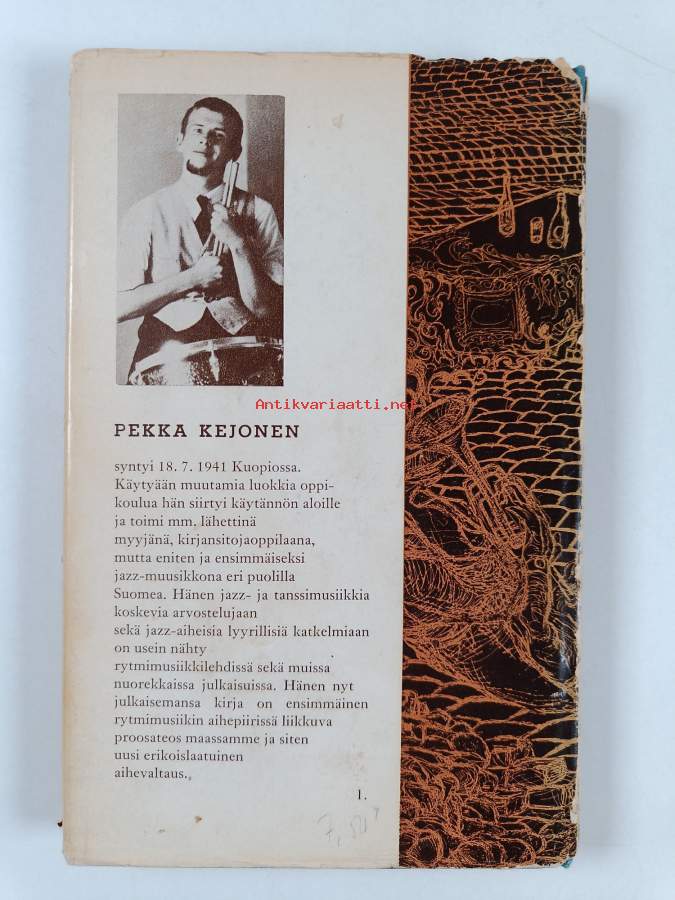 Antikvariaatti.net
PEKKA KEJONEN
syntyi 18. 7. 1941 Kuopiossa.
Käytyään muutamia luokkia oppi-
koulua hän siirtyi käytännön aloille
ja toimi mm. lähettinä
myyjänä, kirjansitojaoppilaana,
mutta eniten ja ensimmäiseksi
jazz-muusikkona eri puolilla
Suomea. Hänen jazz- ja tanssimusiikkia
koskevia arvostelujaan
sekä jazz-aiheisia lyyrillisiä katkelmiaan
on usein nähty
rytmimusiikkilehdissä sekä muissa
nuorekkaissa julkaisuissa. Hänen nyt
julkaisemansa kirja on ensimmäinen
rytmimusiikin aihepiirissä liikkuva
proosateos maassamme ja siten
uusi erikoislaatuinen
aihevaltaus.
1.